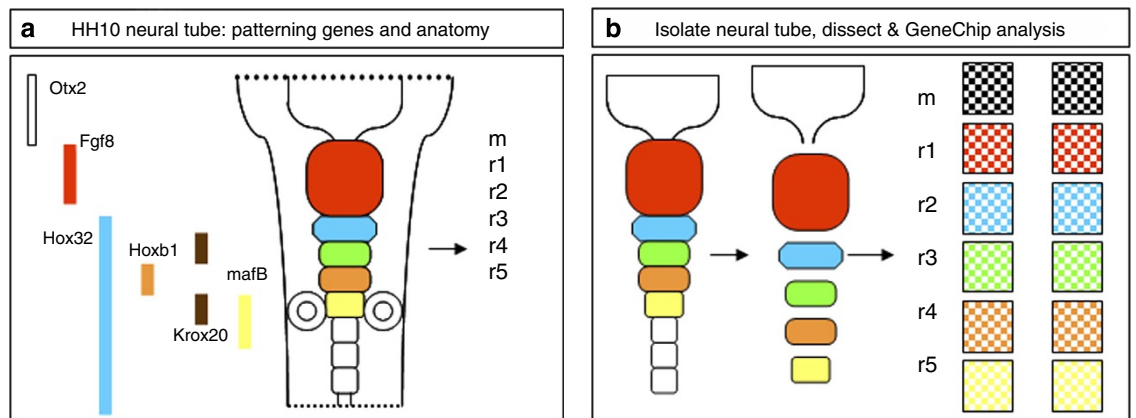 a HH10 neural tube: patterning genes and anatomy
Otx2
Fgf8
Hox32
Hoxb1
mafB
Krox20
m
r1
r2
r3
r4
r5
b Isolate neural tube, dissect & GeneChip analysis
m
r1
r2
r3
r4
r5